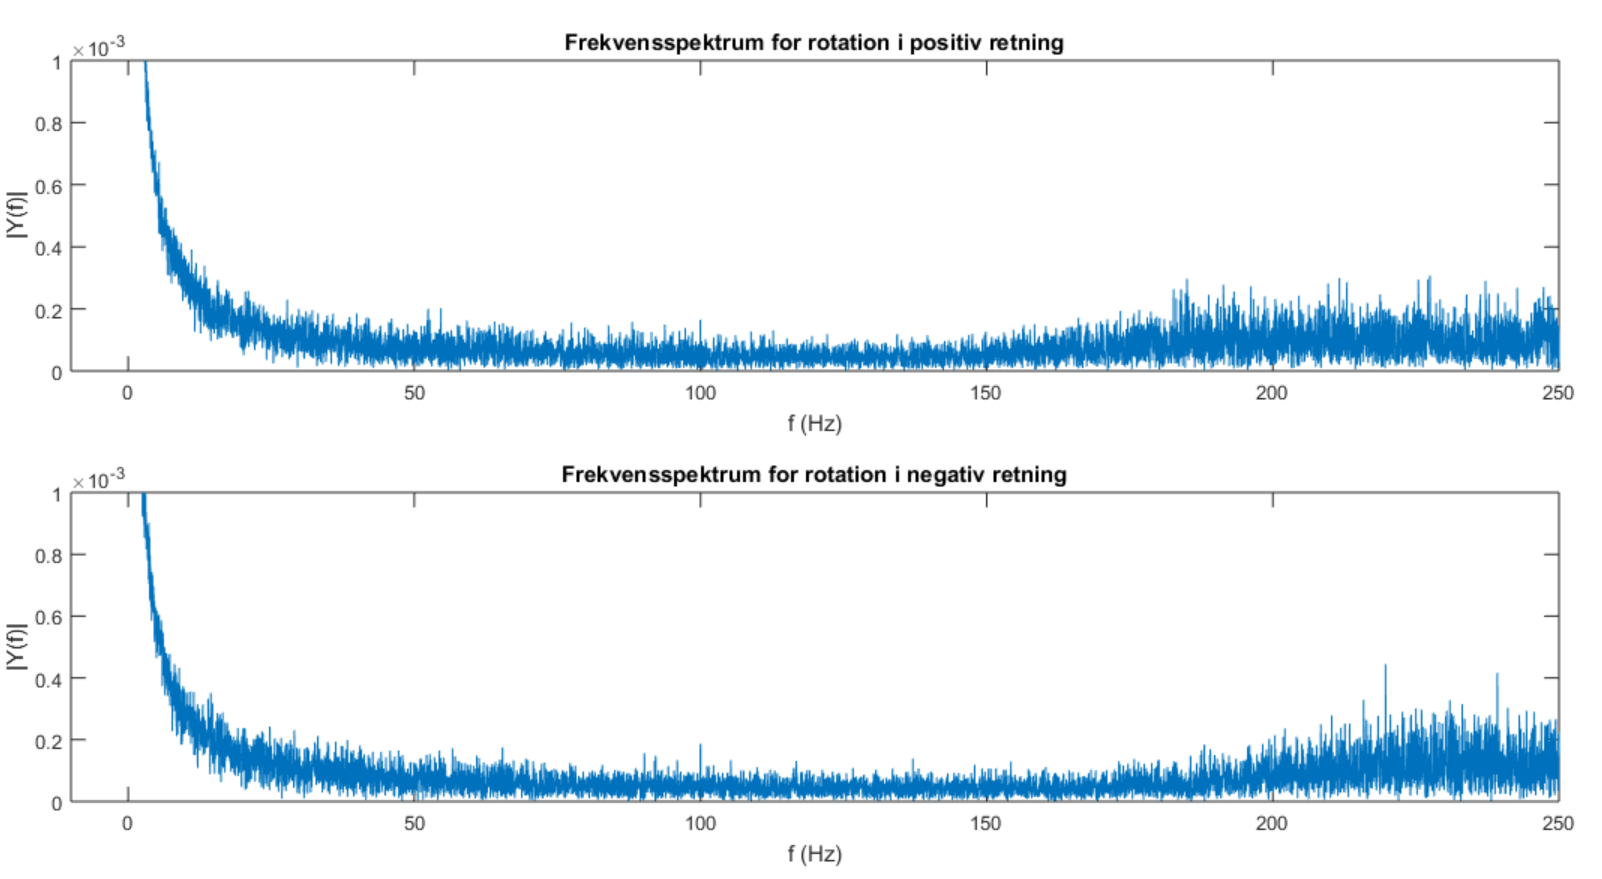 Frekvensspektrum for rotation i positiv retning
×10-3
1
0.8
0.6
0.4
0.2
0
|Y(f)|
0 50 100 150 200 250
f (Hz)
Frekvensspektrum for rotation i negativ retning
×10-3
1
0.8
0.6
0.4
0.2
0
|Y(f)|
0 50 100 150 200 250
f (Hz)